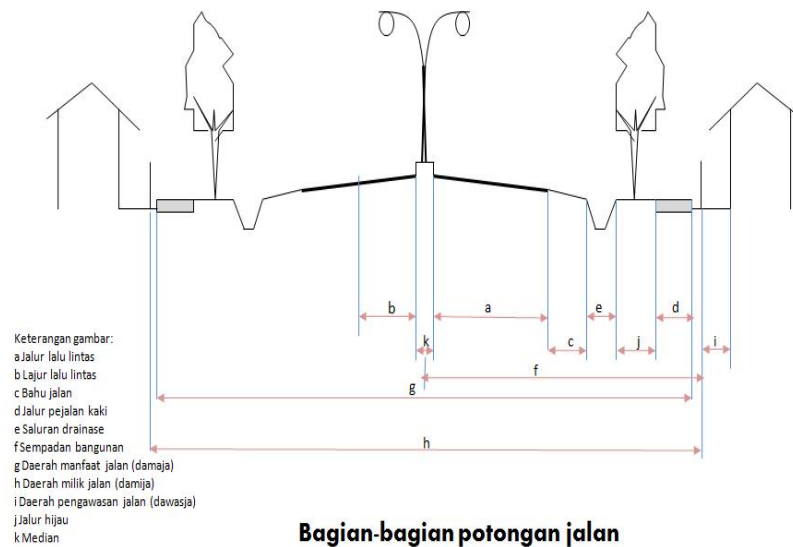 b
a
e
d
k
c
j
i
f
g
h
Keterangan gambar:
a Jalur lalu lintas
b Lajur lalu lintas
c Bahu jalan
d Jalur pejalan kaki
e Saluran drainase
f Sempadan bangunan
g Daerah manfaat jalan (damaja)
h Daerah milik jalan (damija)
i Daerah pengawasan jalan (dawasja)
j Jalur hijau
k Median
Bagian-bagian potongan jalan